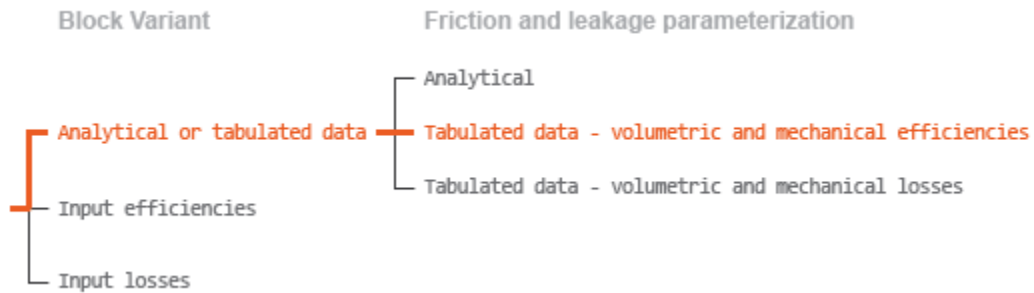 Block Variant
Friction and leakage parameterization
Analytical
Analytical or tabulated data
Tabulated data - volumetric and mechanical efficiencies
Tabulated data - volumetric and mechanical losses
Input efficiencies
Input losses